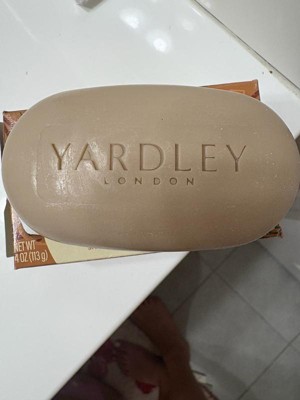 YARDLEY
LONDON
NET WT
4 OZ (113 g)